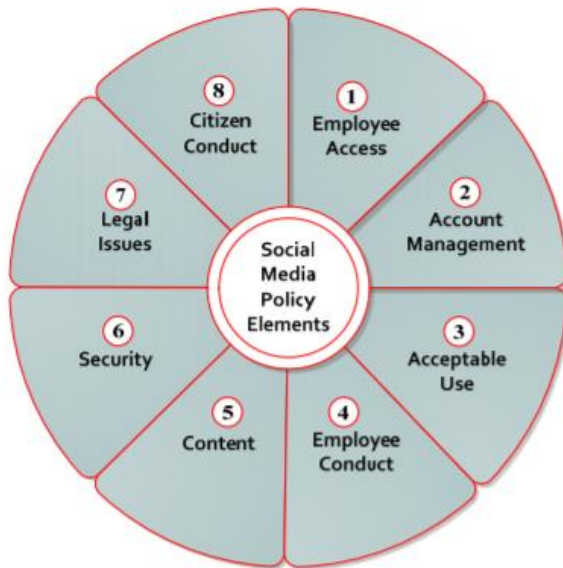 Social
Media
Policy
Elements
1
Employee
Access
2
Account
Management
3
Acceptable
Use
4
Employee
Conduct
5
Content
6
Security
7
Legal
Issues
8
Citizen
Conduct